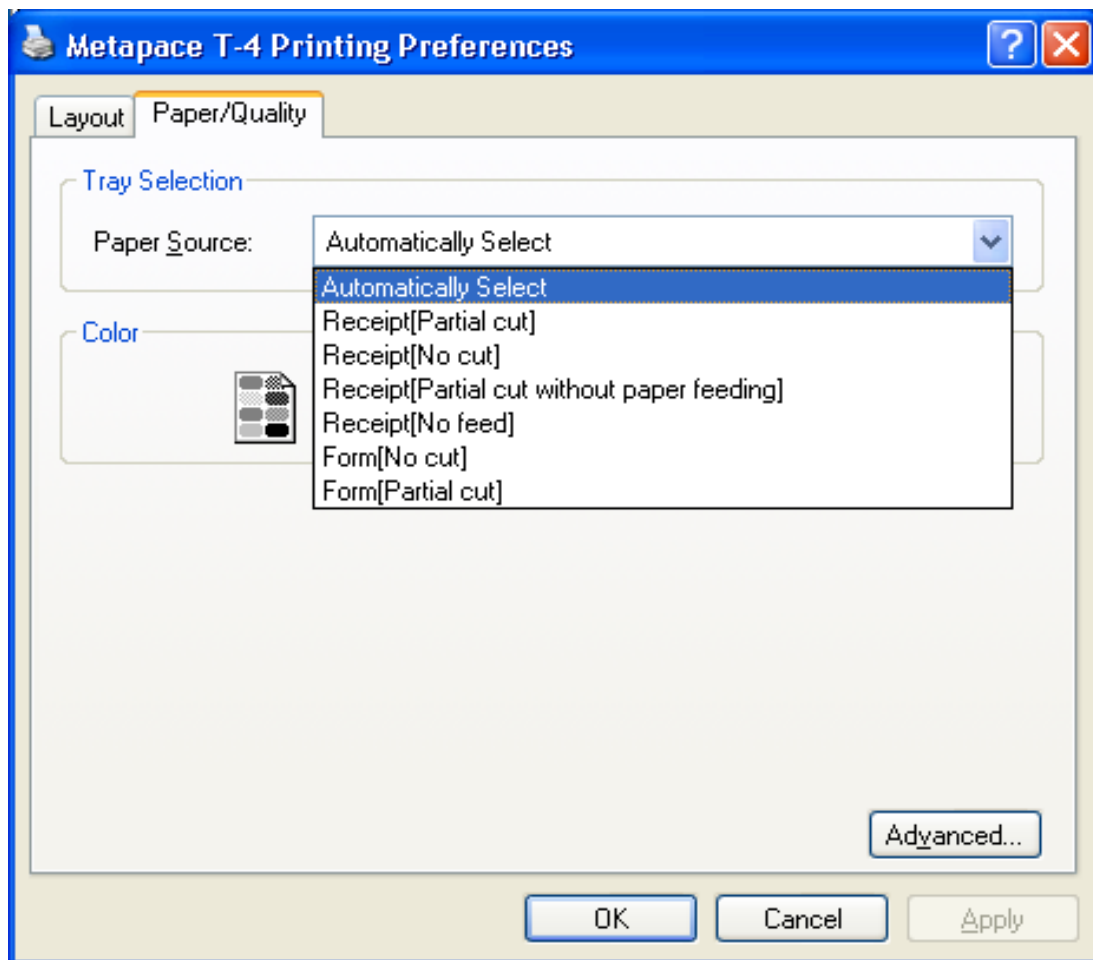 Metapace T-4 Printing Preferences
Layout
Paper/Quality
Tray Selection
Paper Source:
Automatically Select
Automatically Select
Receipt[Partial cut]
Receipt[No cut]
Receipt[Partial cut without paper feeding]
Receipt[No feed]
Form[No cut]
Form[Partial cut]
Color
Advanced...
OK
Cancel
Apply